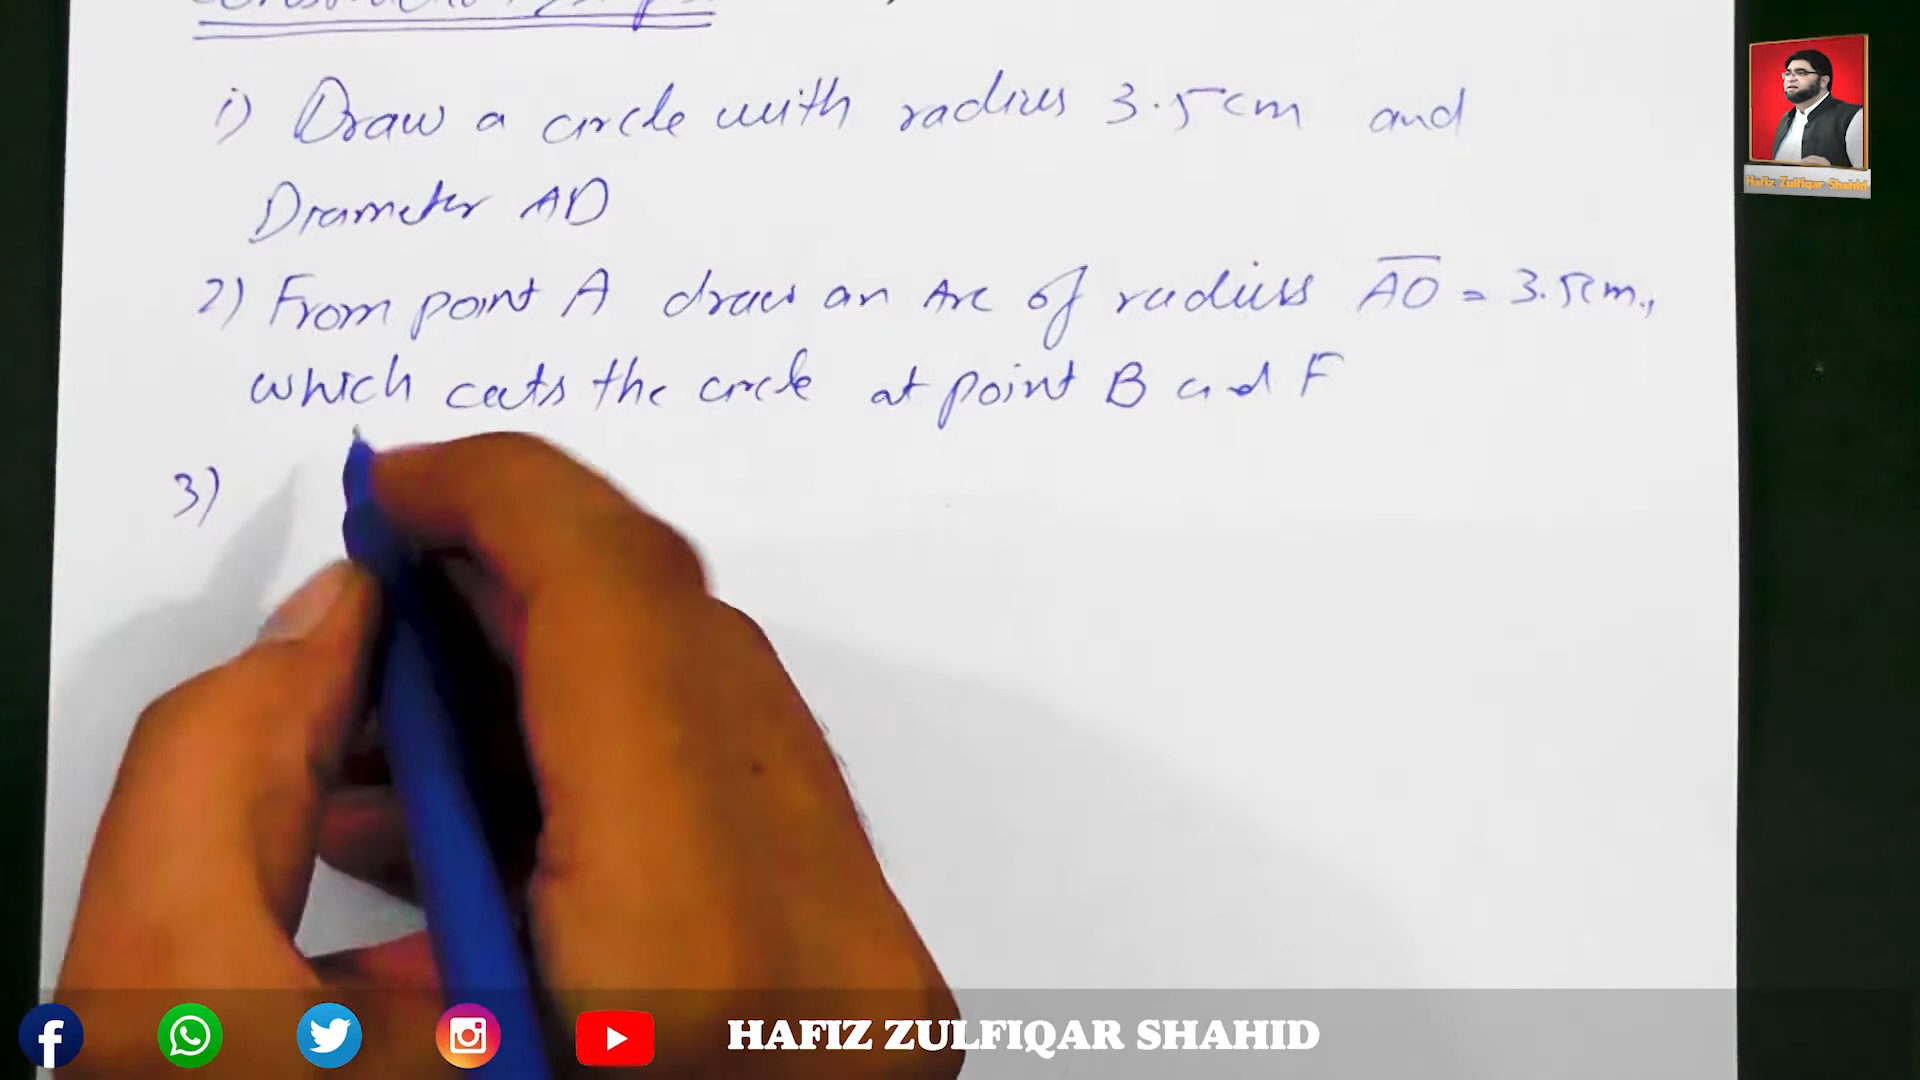 1) Draw a circle with radius 3.5cm and
Diameter AD
2) From point A draw an Arc of radius AO = 3.5cm,
which cuts the circle at point B and F
3)
Hafiz Zulfiqar Shahid
HAFIZ ZULFIQAR SHAHID